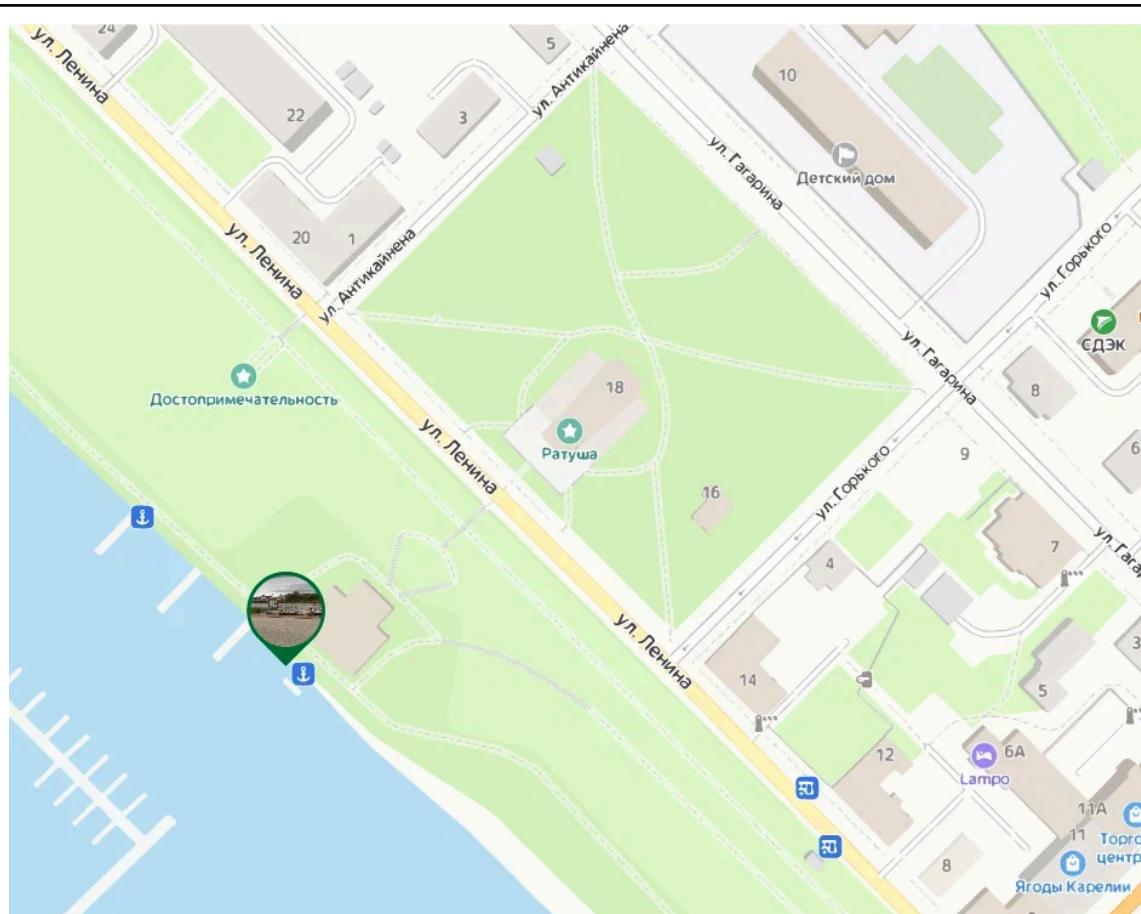 24
ул. Ленина
22
3
5
ул. Антикайнена
10
Детский дом
ул. Гагарина
ул. Горького
СДЭК
20
1
ул. Ленина
ул. Антикайнена
Достопримечательность
18
Ратуша
ул. Ленина
16
ул. Гагарина
8
6
9
ул. Горького
7
ул. Гага
4
ул. Ленина
14
3
5
12
6А
Lampo
11А
11
Торго
центр
8
Ягоды Карелии